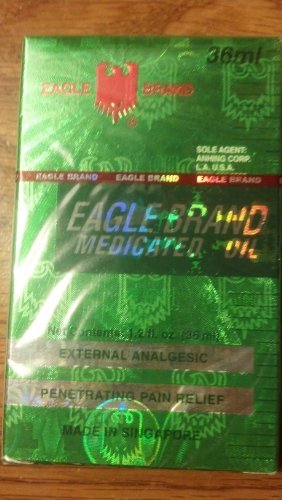 36ml
EAGLE BRAND
®
SOLE AGENT:
ANHING CORP.
L.A. U.S.A.
EAGLE BRAND EAGLE BRAND EAGLE BRAND
EAGLE BRAND
MEDICATED OIL
Net Contents: 1.2 fl. oz. (36 ml)
EXTERNAL ANALGESIC
PENETRATING PAIN RELIEF
MADE IN SINGAPORE